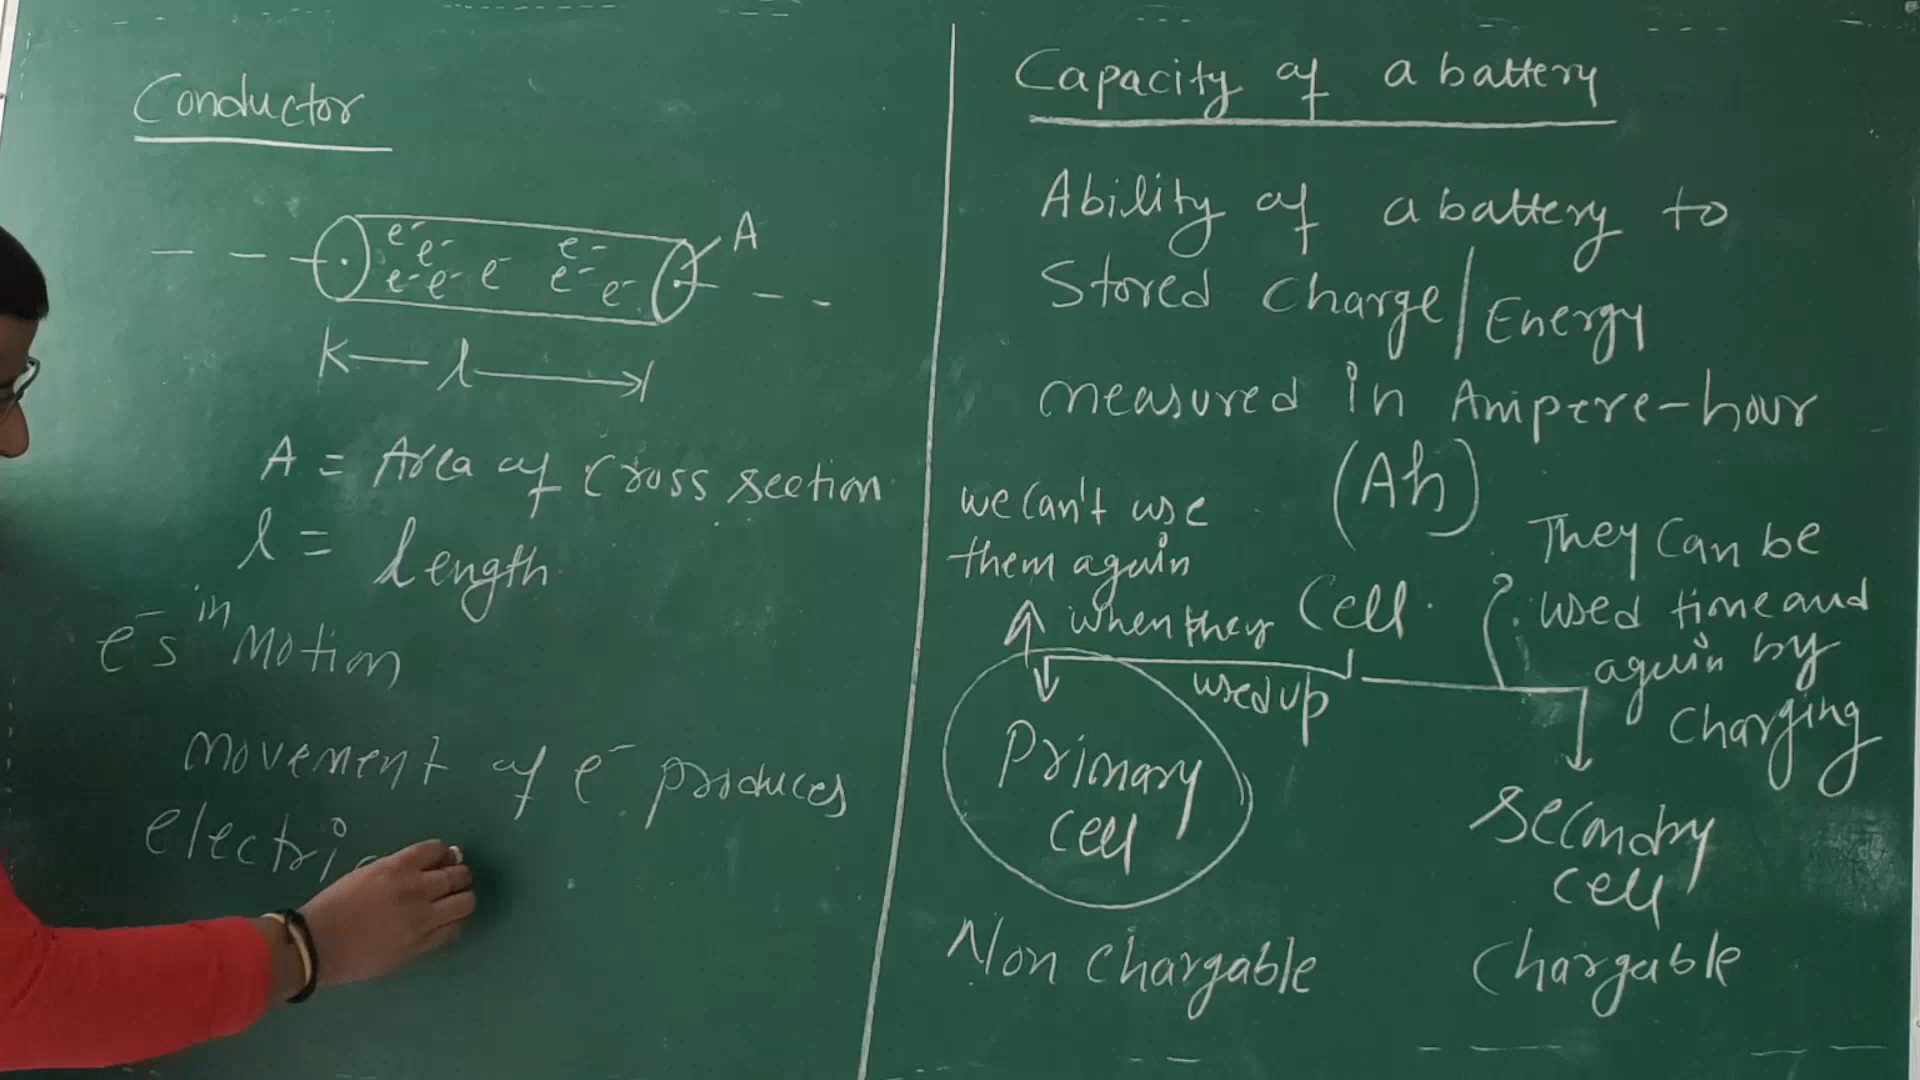 Conductor
e- e- e- e- e- e- e- e- e- A
l
A = Area of Cross section
l = length
e-s in Motion
Movement of e- produces
electric
Capacity of a battery
Ability of a battery to
Stored Charge/Energy
measured in Ampere-hour
(Ah)
we can't use
them again
when they
used up
Cell
They Can be
used time and
again by
Charging
Primary
Cell
Secondry
Cell
Non Chargable
Chargable